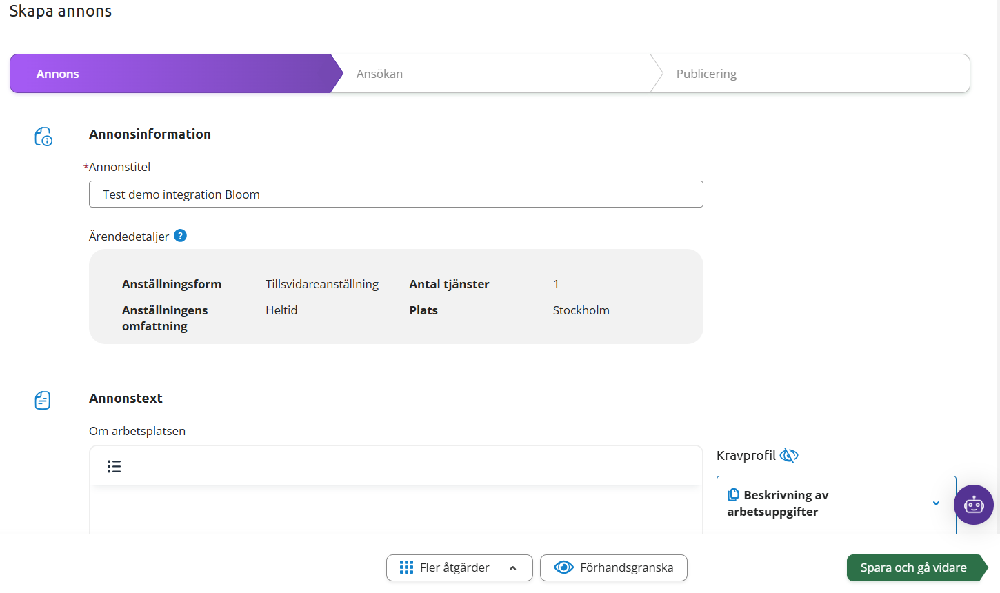 Skapa annons
Annons
Ansökan
Publicering
Annonsinformation
*Annonstitel
Test demo integration Bloom
Ärendedetaljer ?
Anställningsform Tillsvidareanställning Antal tjänster 1
Anställningens omfattning Heltid Plats Stockholm
Annonstext
Om arbetsplatsen
Kravprofil
Beskrivning av
arbetsuppgifter
Fler åtgärder
Förhandsgranska
Spara och gå vidare